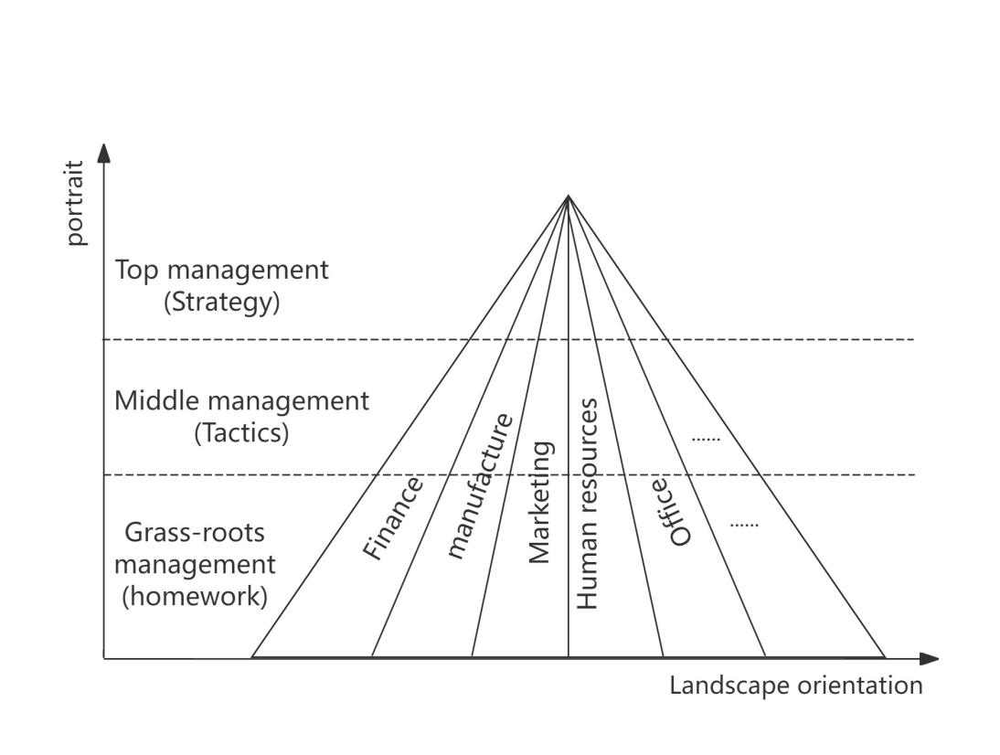 portrait
Top management
(Strategy)
Middle management
(Tactics)
Grass-roots
management
(homework)
Finance
manufacture
Marketing
Human resources
Office
......
......
Landscape orientation